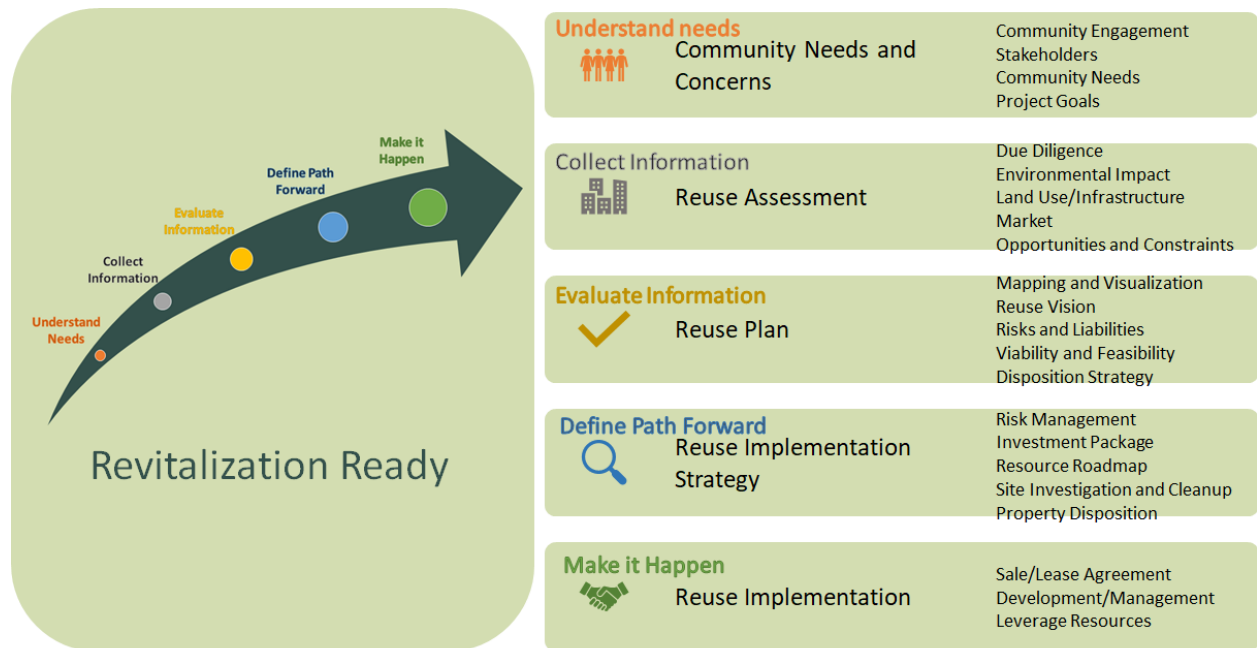 Make it
Happen
Define Path
Forward
Evaluate
Information
Collect
Information
Understand
Needs
Revitalization Ready
Understand needs
Community Needs and
Concerns
Community Engagement
Stakeholders
Community Needs
Project Goals
Collect Information
Reuse Assessment
Due Diligence
Environmental Impact
Land Use/Infrastructure
Market
Opportunities and Constraints
Evaluate Information
Reuse Plan
Mapping and Visualization
Reuse Vision
Risks and Liabilities
Viability and Feasibility
Disposition Strategy
Define Path Forward
Reuse Implementation
Strategy
Risk Management
Investment Package
Resource Roadmap
Site Investigation and Cleanup
Property Disposition
Make it Happen
Reuse Implementation
Sale/Lease Agreement
Development/Management
Leverage Resources